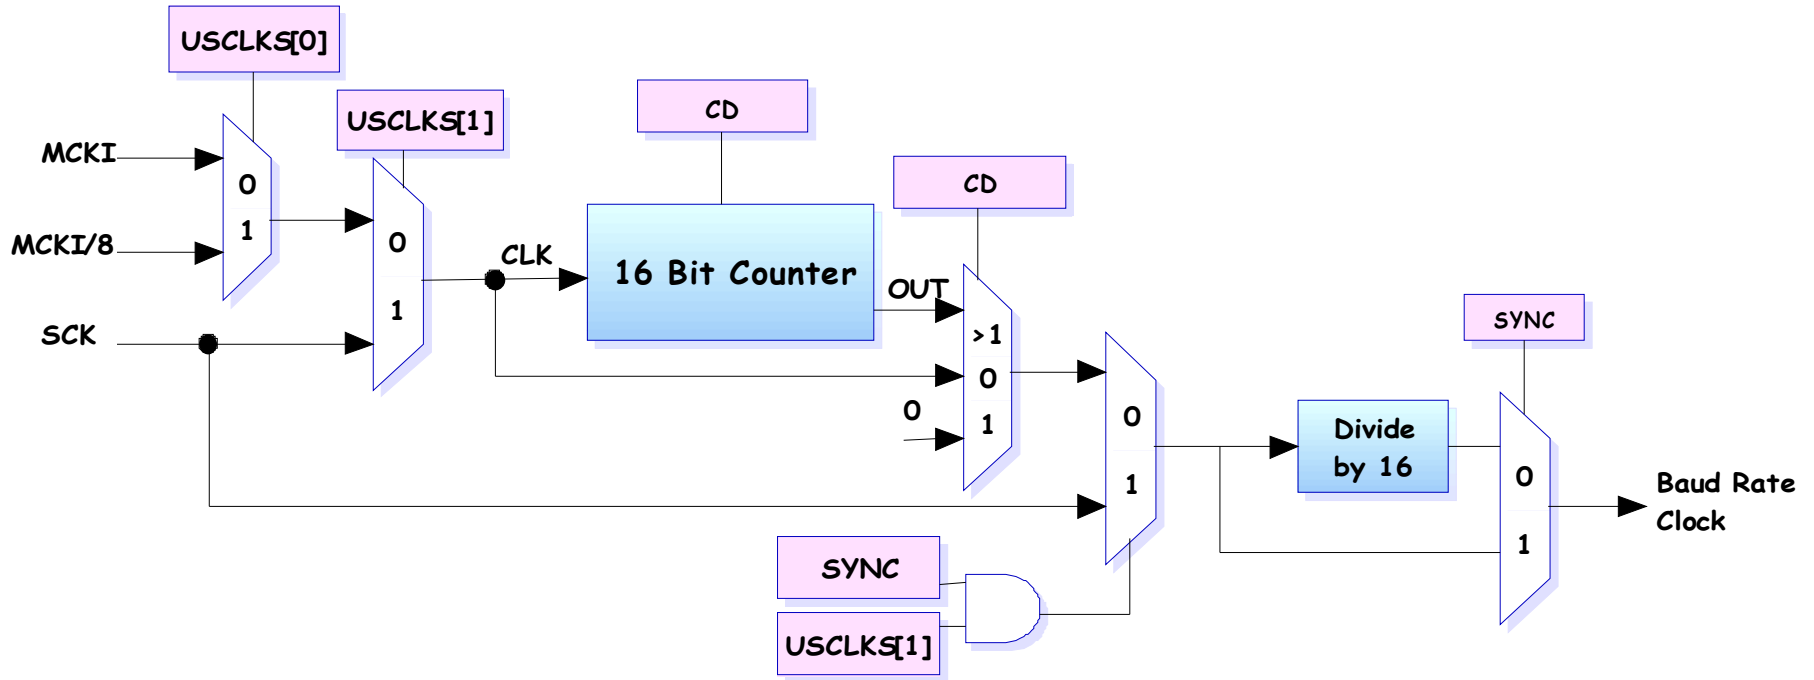 USCLKS[0]
USCLKS[1]
CD
CD
MCKI
0
1
MCKI/8
0
1
CLK
16 Bit Counter
OUT
SCK
>1
0
0
1
SYNC
0
1
Divide
by 16
0
1
Baud Rate
Clock
SYNC
USCLKS[1]